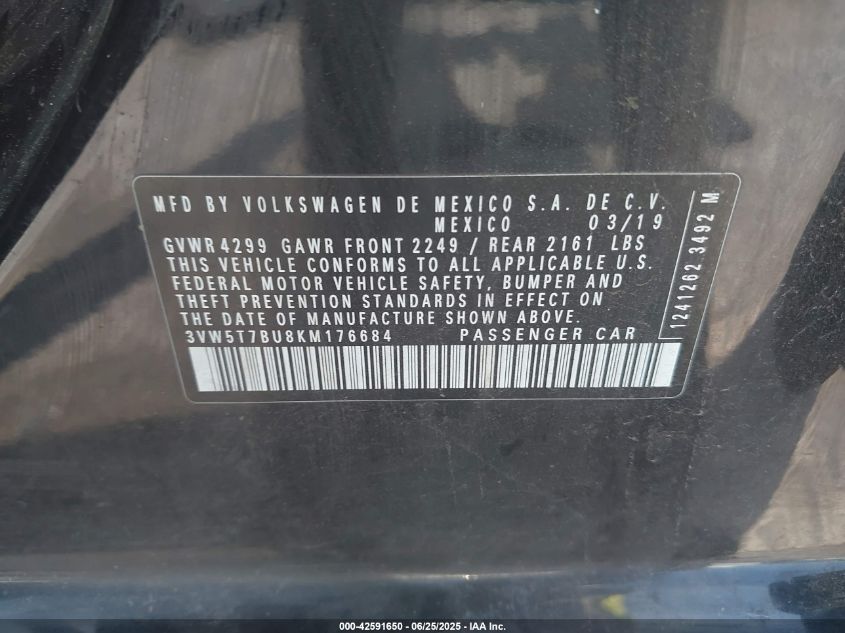 MFD BY VOLKSWAGEN DE MEXICO S.A. DE C.V.
MEXICO 03/19
GVWR 4299 GAWR FRONT 2249 / REAR 2161 LBS
THIS VEHICLE CONFORMS TO ALL APPLICABLE U.S.
FEDERAL MOTOR VEHICLE SAFETY, BUMPER AND
THEFT PREVENTION STANDARDS IN EFFECT ON
THE DATE OF MANUFACTURE SHOWN ABOVE.
3VW5T7BU8KM176684 PASSENGER CAR
1241262 3492 M
000-42591650 - 06/25/2025 - IAA Inc.